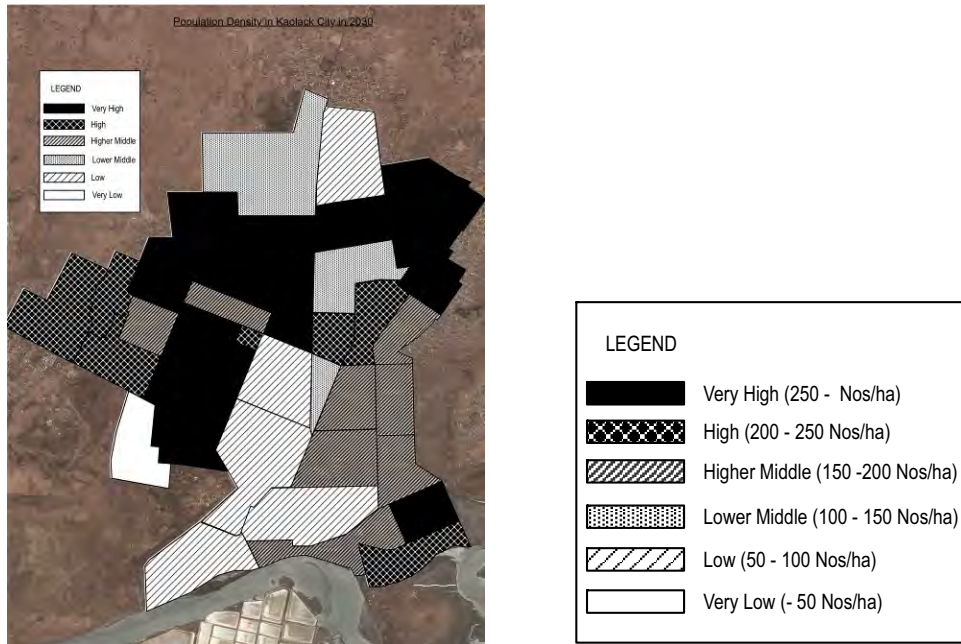 Population Density in Kaolack City in 2030
LEGEND
Very High
High
Higher Middle
Lower Middle
Low
Very Low
LEGEND
Very High (250 - Nos/ha)
High (200 - 250 Nos/ha)
Higher Middle (150 -200 Nos/ha)
Lower Middle (100 - 150 Nos/ha)
Low (50 - 100 Nos/ha)
Very Low (- 50 Nos/ha)